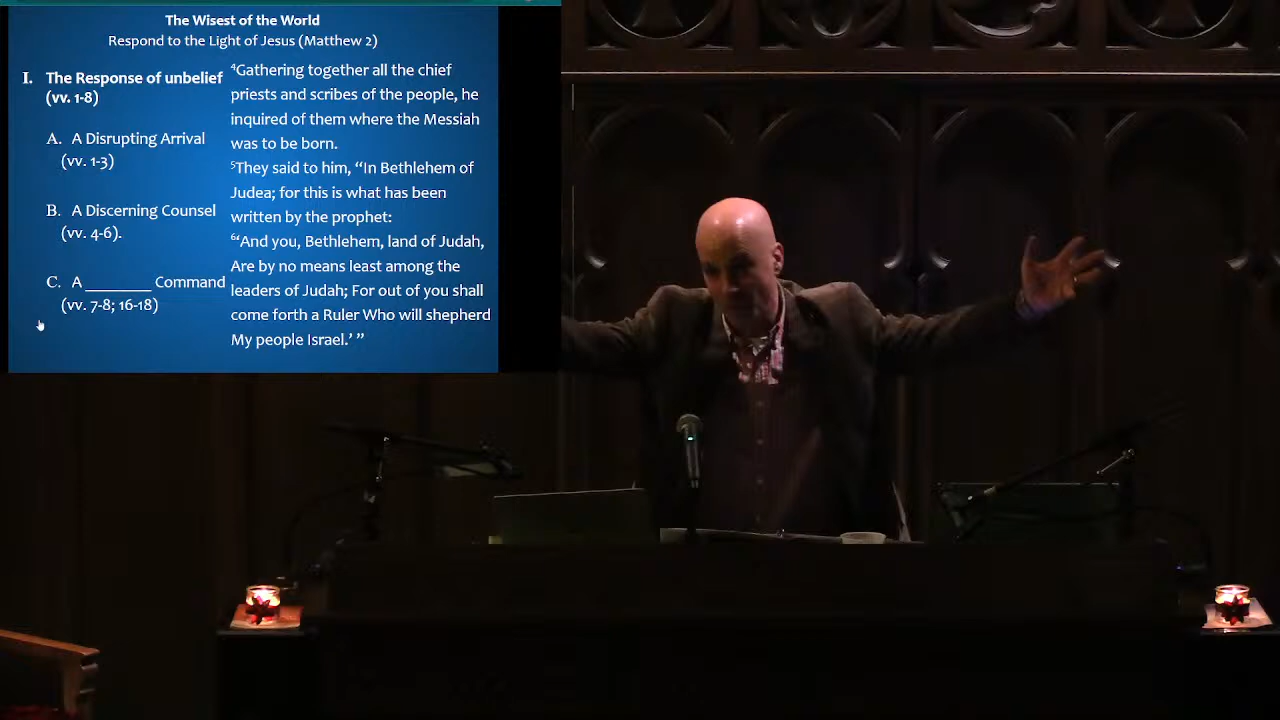 The Wisest of the World
Respond to the Light of Jesus (Matthew 2)
I. The Response of unbelief
(vv. 1-8)
A. A Disrupting Arrival
(vv. 1-3)
B. A Discerning Counsel
(vv. 4-6).
C. A ________ Command
(vv. 7-8; 16-18)
⁴Gathering together all the chief
priests and scribes of the people, he
inquired of them where the Messiah
was to be born.
⁵They said to him, “In Bethlehem of
Judea; for this is what has been
written by the prophet:
⁶‘And you, Bethlehem, land of Judah,
Are by no means least among the
leaders of Judah; For out of you shall
come forth a Ruler Who will shepherd
My people Israel.’ ”